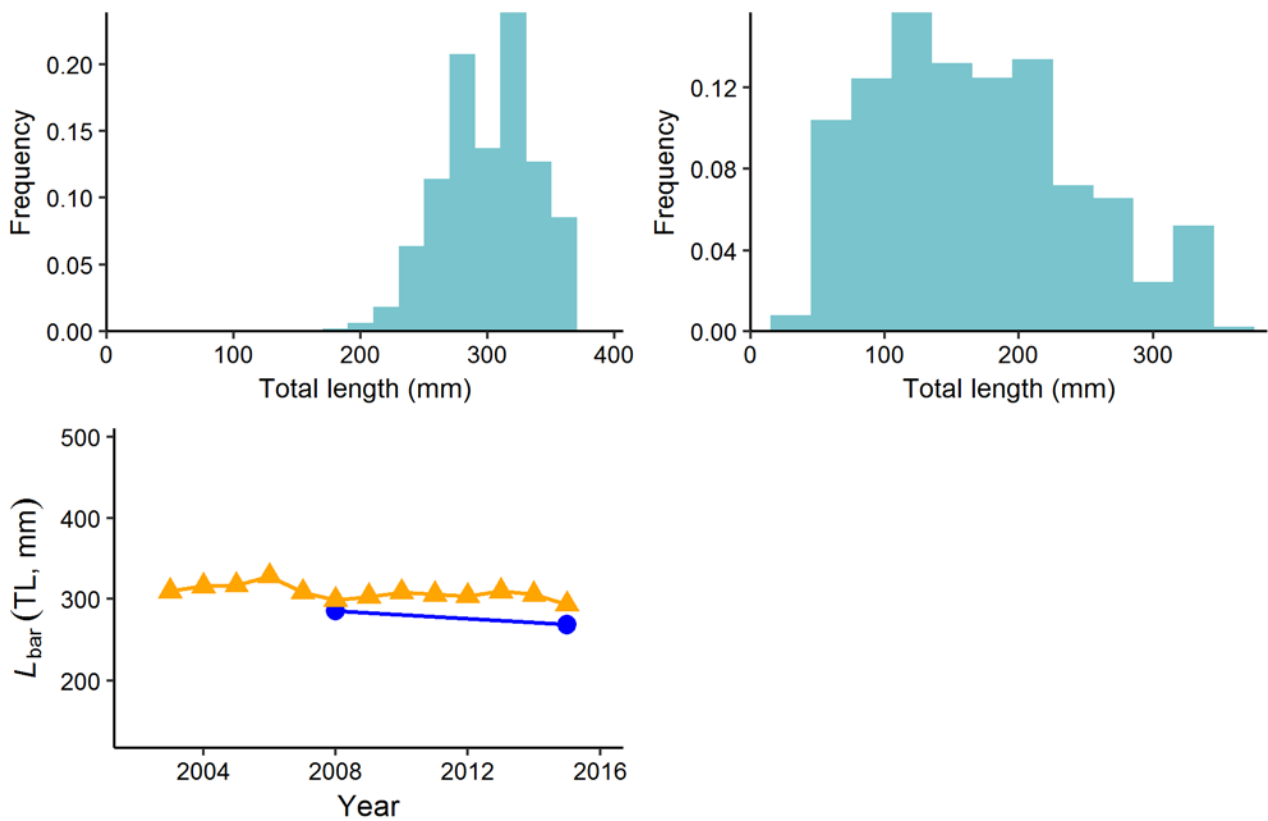 0.20
0.15
0.10
0.05
0.00
Frequency
0 100 200 300 400
Total length (mm)
0.12
0.08
0.04
0.00
Frequency
0 100 200 300
Total length (mm)
500
400
300
200
Lbar (TL, mm)
2004 2008 2012 2016
Year